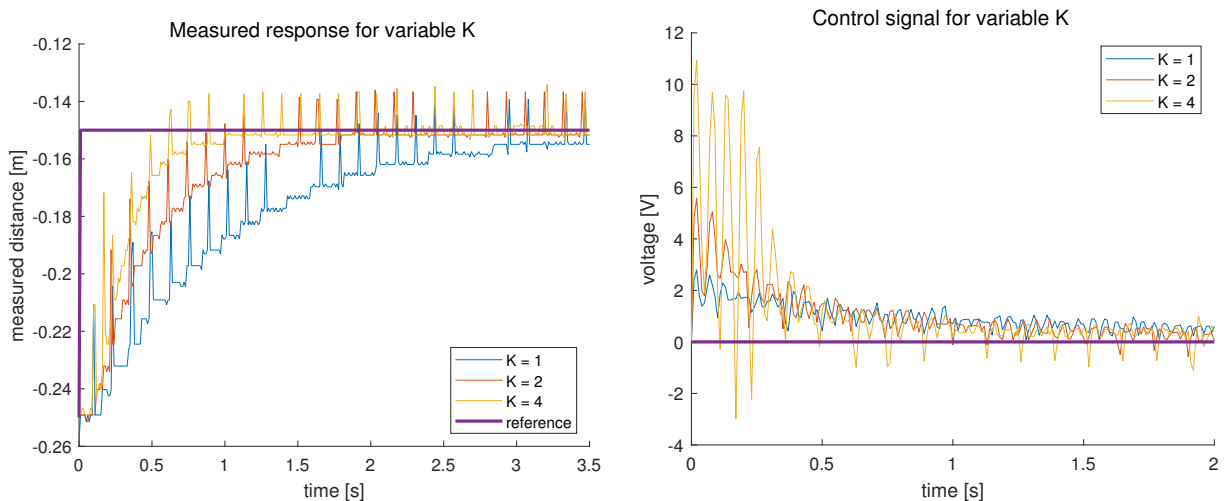 Measured response for variable K
-0.12
-0.14
-0.16
-0.18
-0.2
-0.22
-0.24
-0.26
measured distance [m]
0 0.5 1 1.5 2 2.5 3 3.5
time [s]
K = 1
K = 2
K = 4
reference
Control signal for variable K
12
10
8
6
4
2
0
-2
-4
voltage [V]
0 0.5 1 1.5 2
time [s]
K = 1
K = 2
K = 4